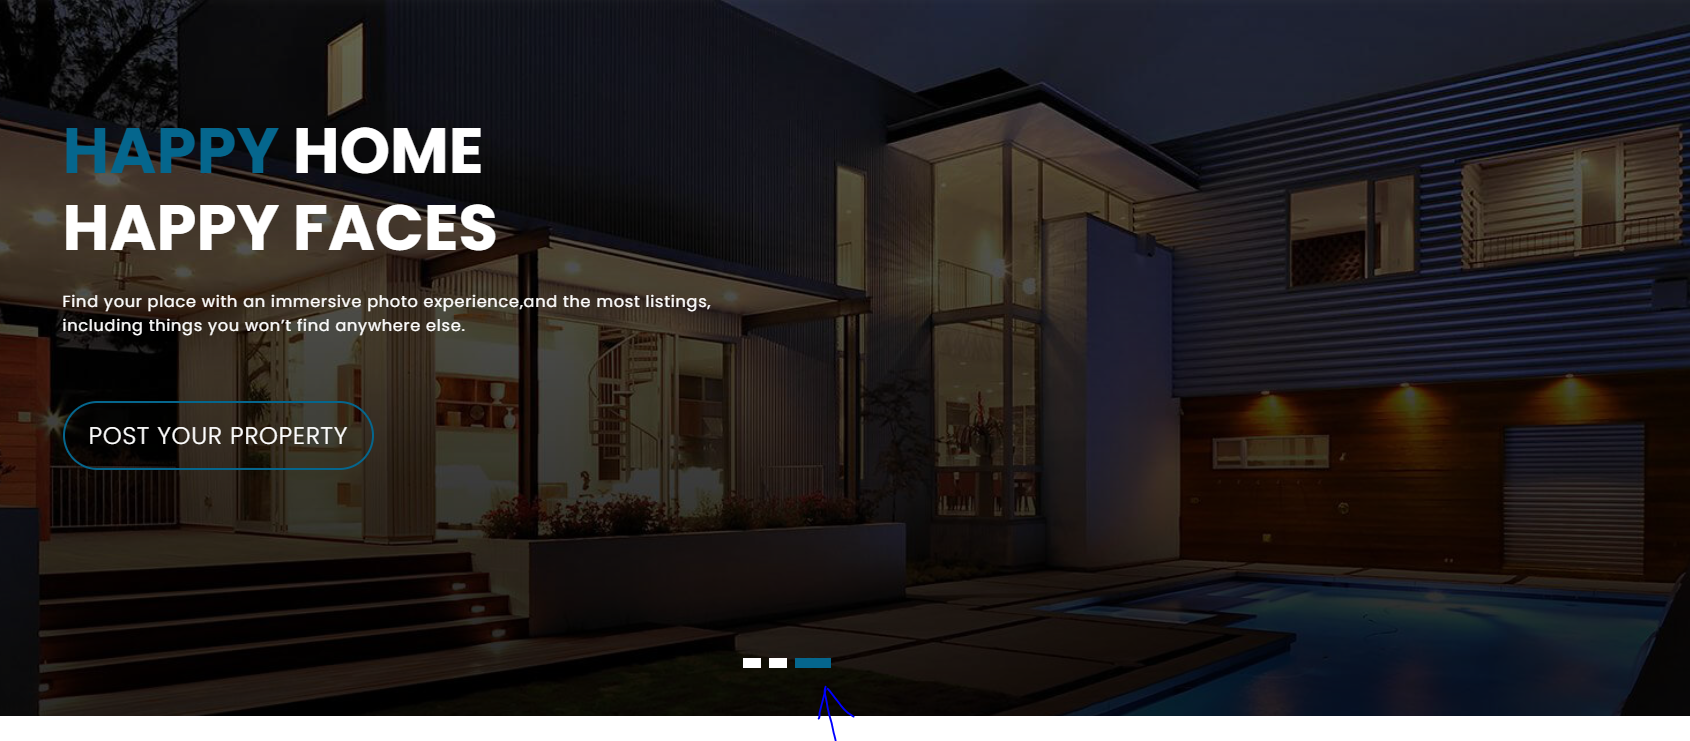 HAPPY HOME
HAPPY FACES
Find your place with an immersive photo experience,and the most listings,
including things you won’t find anywhere else.
POST YOUR PROPERTY